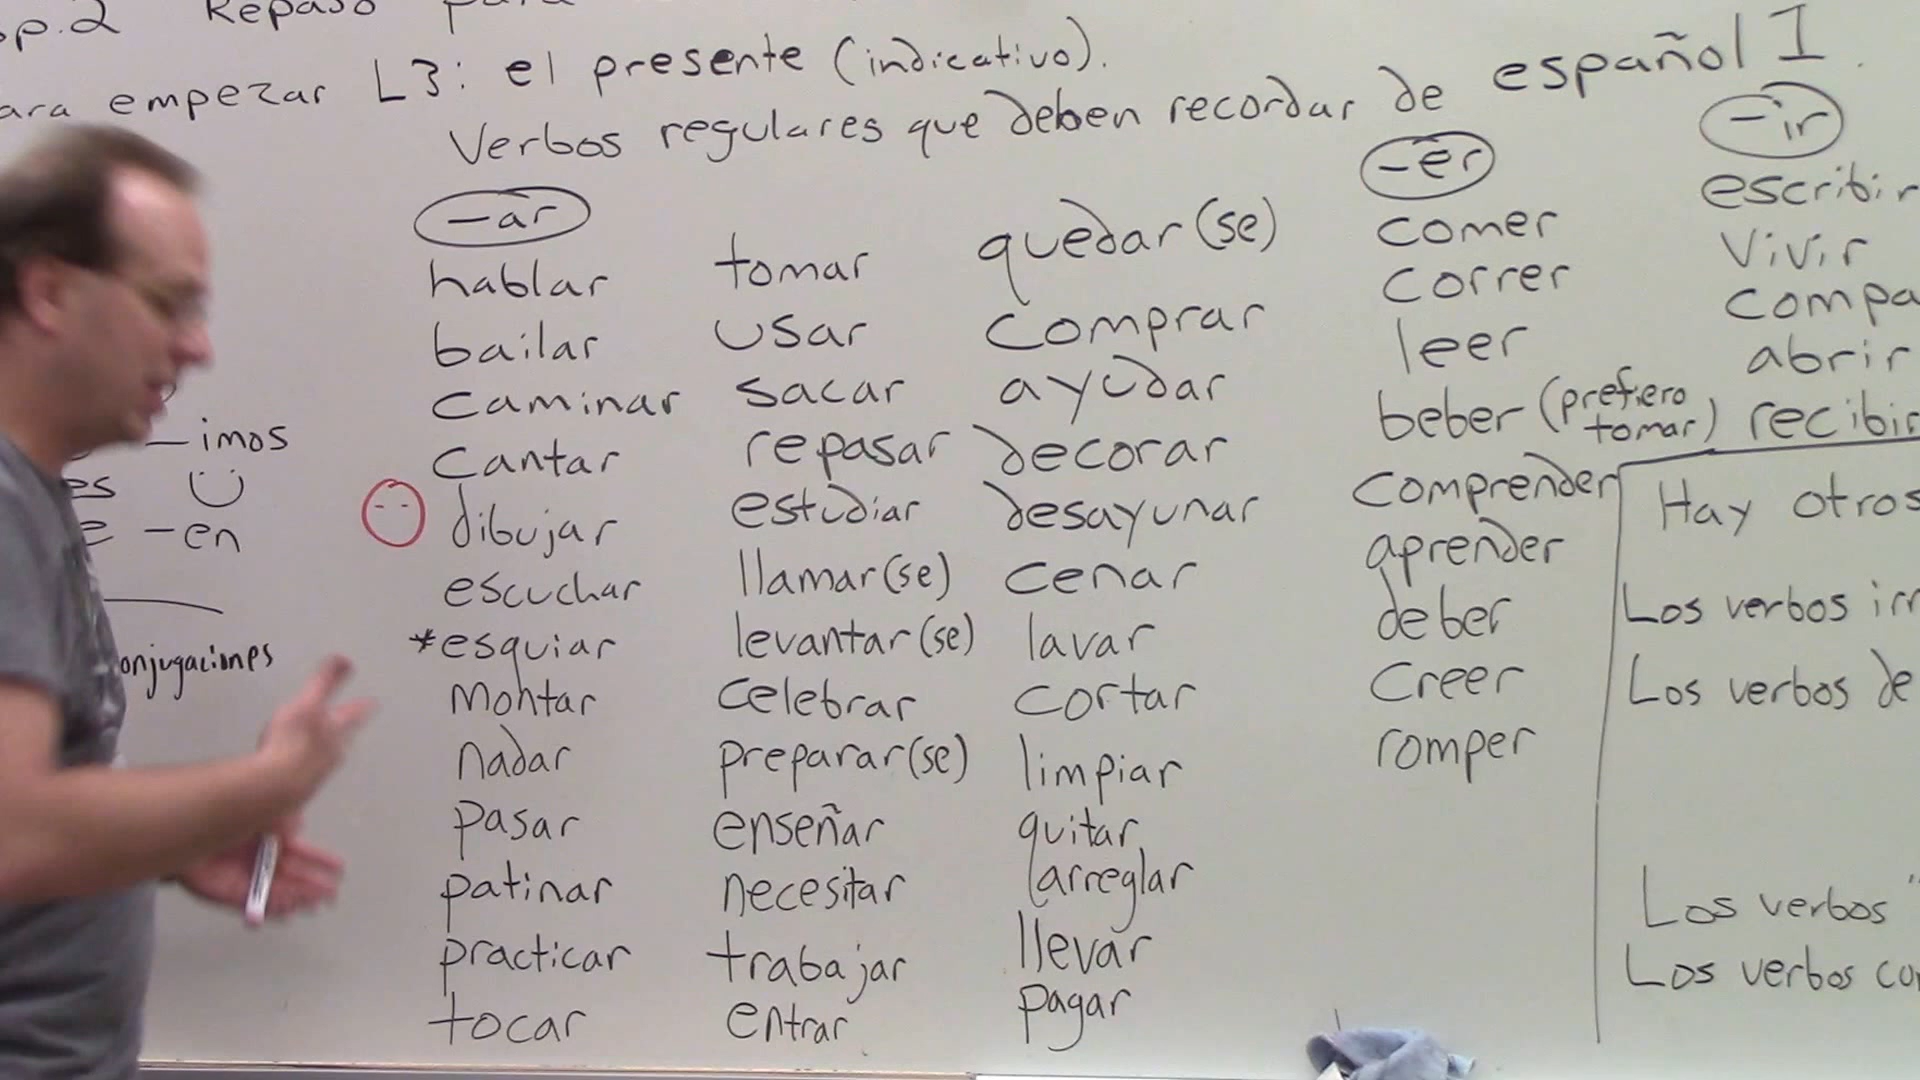 Repaso para
para empezar L3: el presente (indicativo).
Verbos regulares que deben recordar de español 1.
-ar
hablar
bailar
caminar
cantar
dibujar
escuchar
*esquiar
montar
nadar
pasar
patinar
practicar
tocar
tomar
usar
sacar
repasar
estudiar
llamar(se)
levantar(se)
celebrar
preparar(se)
enseñar
necesitar
trabajar
entrar
quedar(se)
comprar
ayudar
decorar
desayunar
cenar
lavar
cortar
limpiar
quitar
arreglar
llevar
pagar
-er
comer
correr
leer
beber (prefiero
tomar)
comprender
aprender
deber
creer
romper
-ir
escribir
vivir
compa
abrir
recibir
Hay otros
Los verbos irr
Los verbos de
Los verbos "
Los verbos co
-imos
es
e -en
onjugaciones